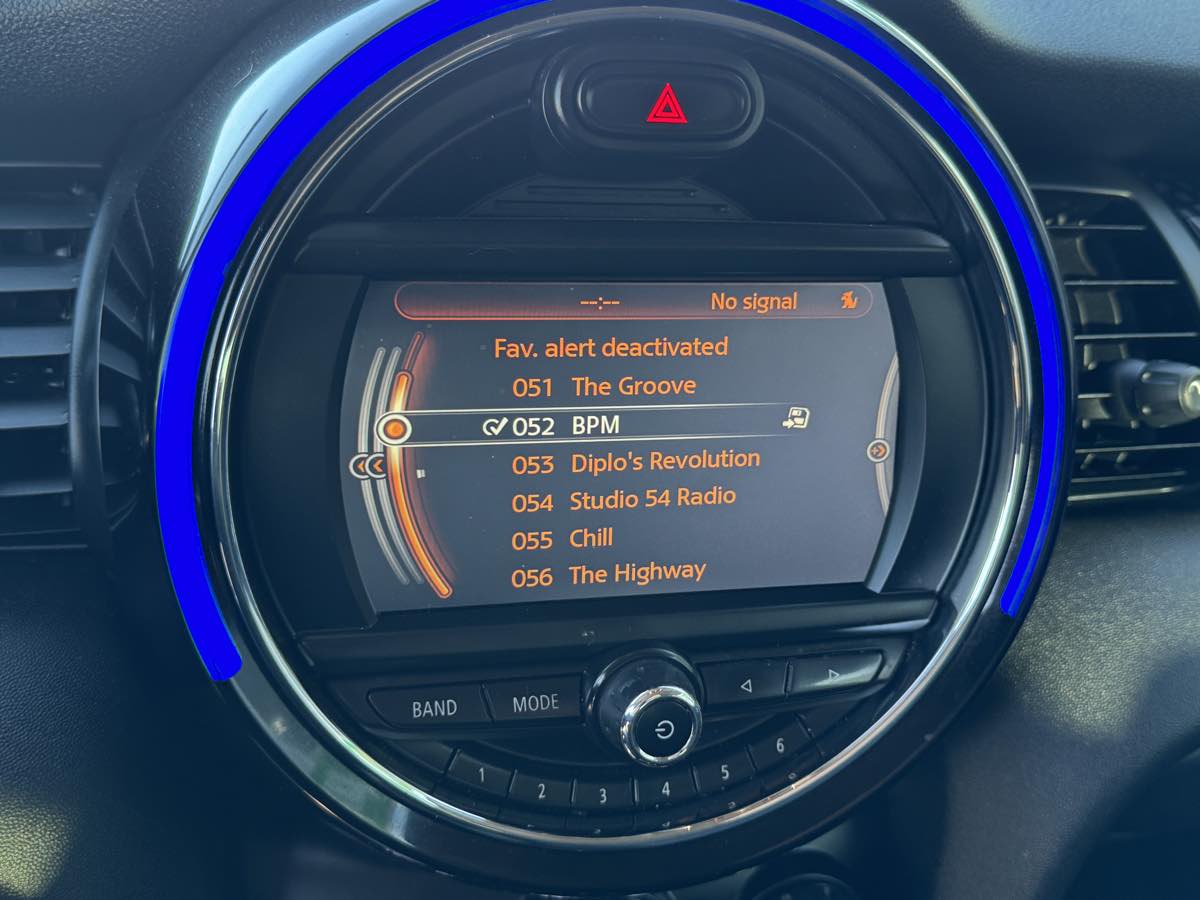 --:-- No signal
Fav. alert deactivated
051 The Groove
052 BPM
053 Diplo's Revolution
054 Studio 54 Radio
055 Chill
056 The Highway
BAND MODE
1 2 3 4 5 6